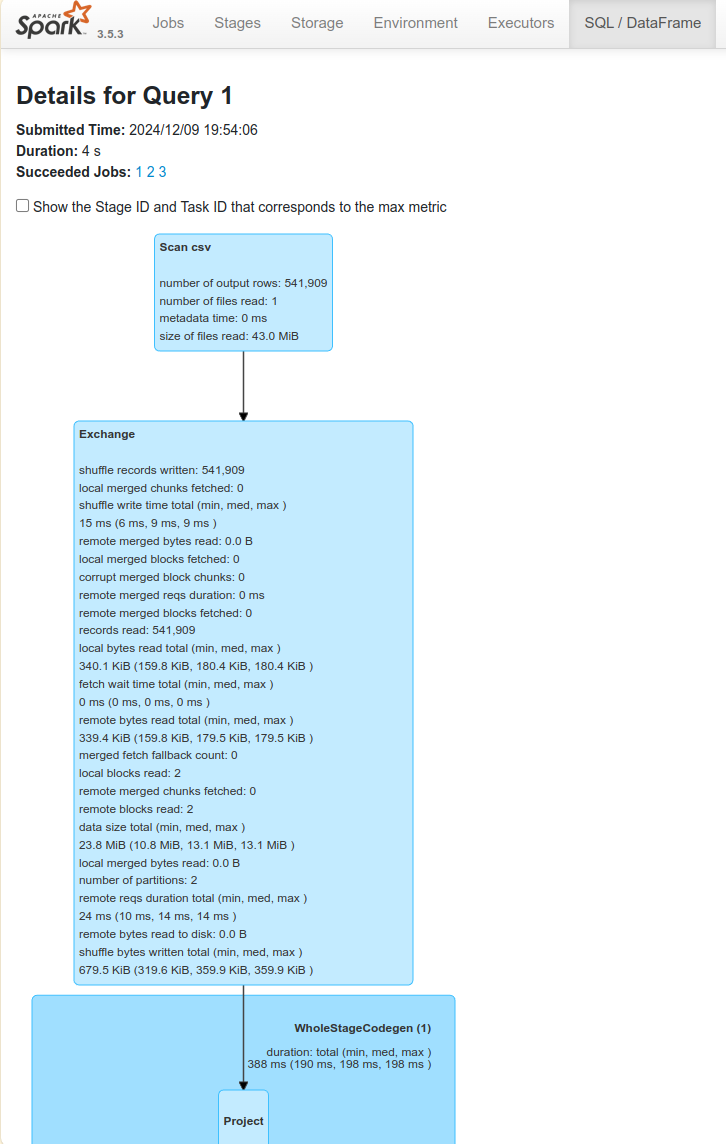 APACHE
Spark 3.5.3 Jobs Stages Storage Environment Executors SQL / DataFrame
Details for Query 1
Submitted Time: 2024/12/09 19:54:06
Duration: 4 s
Succeeded Jobs: 1 2 3
Show the Stage ID and Task ID that corresponds to the max metric
Scan csv
number of output rows: 541,909
number of files read: 1
metadata time: 0 ms
size of files read: 43.0 MiB
Exchange
shuffle records written: 541,909
local merged chunks fetched: 0
shuffle write time total (min, med, max )
15 ms (6 ms, 9 ms, 9 ms )
remote merged bytes read: 0.0 B
local merged blocks fetched: 0
corrupt merged block chunks: 0
remote merged reqs duration: 0 ms
remote merged blocks fetched: 0
records read: 541,909
local bytes read total (min, med, max )
340.1 KiB (159.8 KiB, 180.4 KiB, 180.4 KiB )
fetch wait time total (min, med, max )
0 ms (0 ms, 0 ms, 0 ms )
remote bytes read total (min, med, max )
339.4 KiB (159.8 KiB, 179.5 KiB, 179.5 KiB )
merged fetch fallback count: 0
local blocks read: 2
remote merged chunks fetched: 0
remote blocks read: 2
data size total (min, med, max )
23.8 MiB (10.8 MiB, 13.1 MiB, 13.1 MiB )
local merged bytes read: 0.0 B
number of partitions: 2
remote reqs duration total (min, med, max )
24 ms (10 ms, 14 ms, 14 ms )
remote bytes read to disk: 0.0 B
shuffle bytes written total (min, med, max )
679.5 KiB (319.6 KiB, 359.9 KiB, 359.9 KiB )
WholeStageCodegen (1)
duration: total (min, med, max )
388 ms (190 ms, 198 ms, 198 ms )
Project